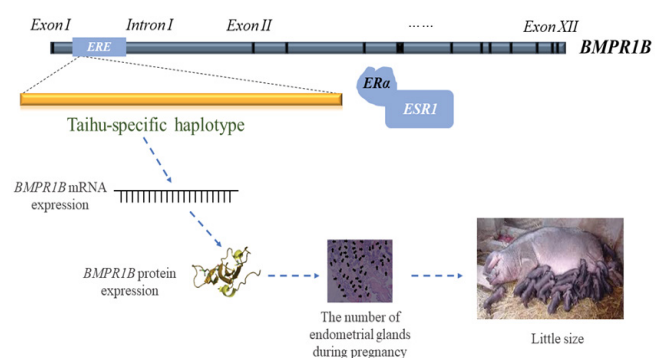 Exon I Intron I Exon II ...... Exon XII
ERE
BMPR1B
ERα
ESR1
Taihu-specific haplotype
BMPR1B mRNA
expression
BMPR1B protein
expression
The number of
endometrial glands
during pregnancy
Little size